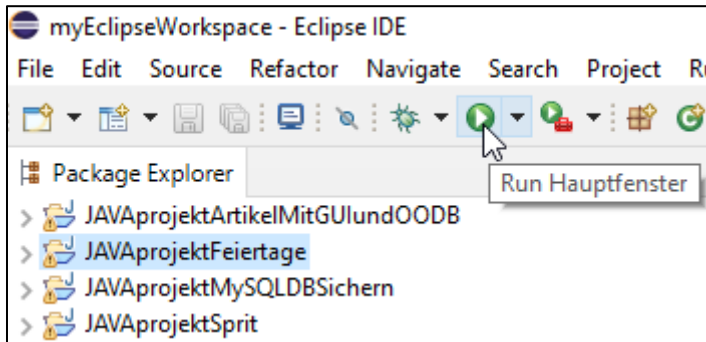 myEclipseWorkspace - Eclipse IDE
File Edit Source Refactor Navigate Search Project
Package Explorer
Run Hauptfenster
JAVAprojektArtikelMitGUIundOODB
JAVAprojektFeiertage
JAVAprojektMySQLDBSichern
JAVAprojektSprit